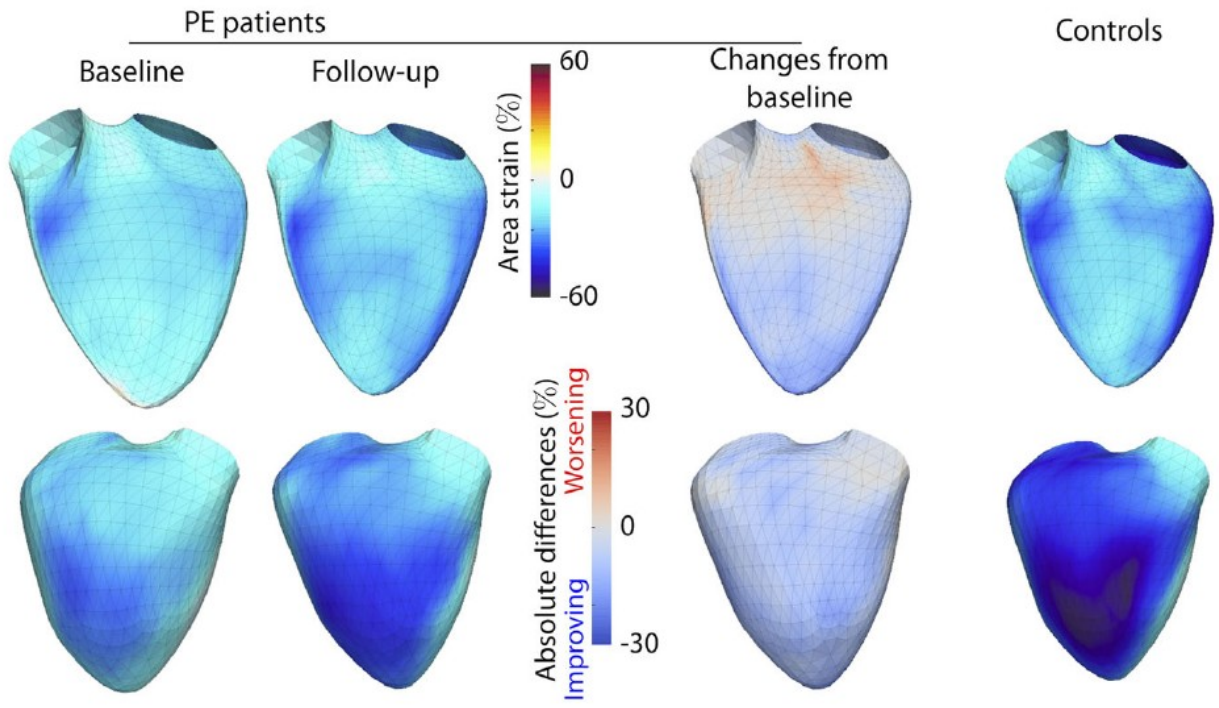 PE patients
Baseline
Follow-up
Changes from
baseline
Controls
Area strain (%)
60
0
-60
Absolute differences (%)
Worsening
Improving
30
0
-30